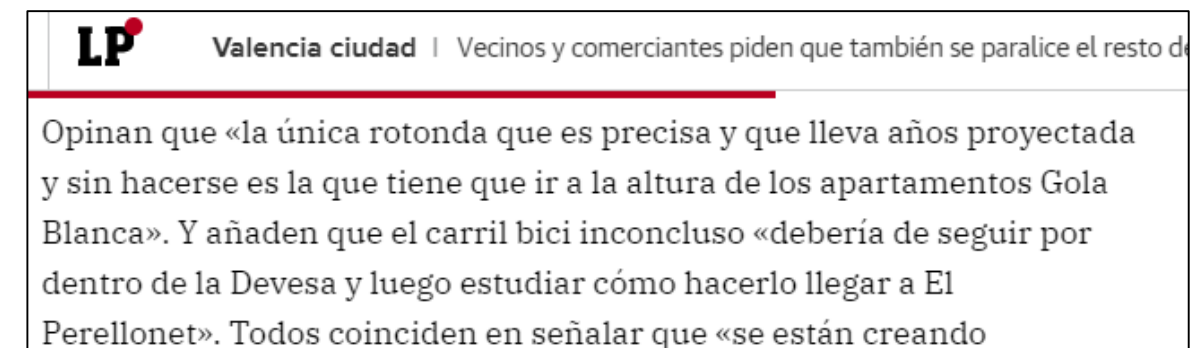 LP Valencia ciudad | Vecinos y comerciantes piden que también se paralice el resto de
Opinan que «la única rotonda que es precisa y que lleva años proyectada
y sin hacerse es la que tiene que ir a la altura de los apartamentos Gola
Blanca». Y añaden que el carril bici inconcluso «debería de seguir por
dentro de la Devesa y luego estudiar cómo hacerlo llegar a El
Perellonet». Todos coinciden en señalar que «se están creando